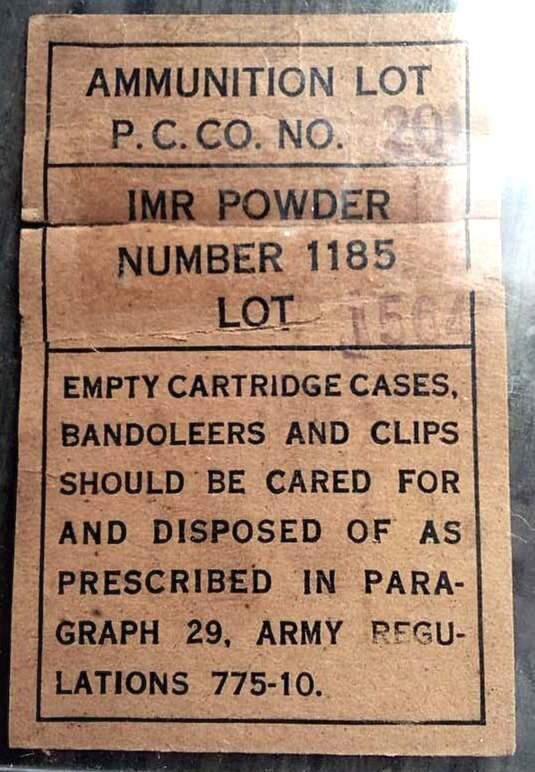 AMMUNITION LOT
P.C.CO. NO. 201
IMR POWDER
NUMBER 1185
LOT
EMPTY CARTRIDGE CASES,
BANDOLEERS AND CLIPS
SHOULD BE CARED FOR
AND DISPOSED OF AS
PRESCRIBED IN PARA-
GRAPH 29, ARMY REGU-
LATIONS 775-10.